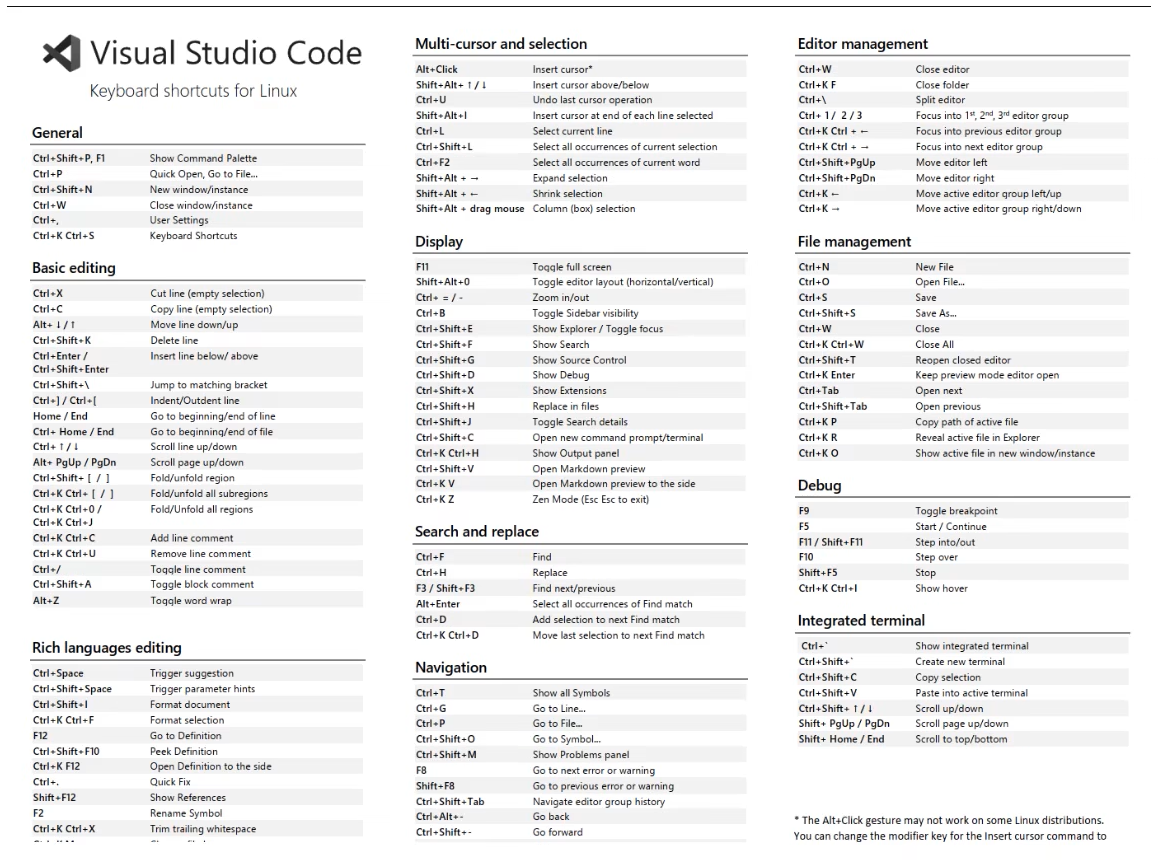 Visual Studio Code
Keyboard shortcuts for Linux
General
Ctrl+Shift+P, F1 Show Command Palette
Ctrl+P Quick Open, Go to File...
Ctrl+Shift+N New window/instance
Ctrl+W Close window/instance
Ctrl+, User Settings
Ctrl+K Ctrl+S Keyboard Shortcuts
Basic editing
Ctrl+X Cut line (empty selection)
Ctrl+C Copy line (empty selection)
Alt+ ↓ / ↑ Move line down/up
Ctrl+Shift+K Delete line
Ctrl+Enter / Insert line below/ above
Ctrl+Shift+Enter
Ctrl+Shift+\ Jump to matching bracket
Ctrl+] / Ctrl+[ Indent/Outdent line
Home / End Go to beginning/end of line
Ctrl+ Home / End Go to beginning/end of file
Ctrl+ ↑ / ↓ Scroll line up/down
Alt+ PgUp / PgDn Scroll page up/down
Ctrl+Shift+ [ / ] Fold/unfold region
Ctrl+K Ctrl+ [ / ] Fold/unfold all subregions
Ctrl+K Ctrl+0 / Fold/Unfold all regions
Ctrl+K Ctrl+J
Ctrl+K Ctrl+C Add line comment
Ctrl+K Ctrl+U Remove line comment
Ctrl+/ Toggle line comment
Ctrl+Shift+A Toggle block comment
Alt+Z Toggle word wrap
Rich languages editing
Ctrl+Space Trigger suggestion
Ctrl+Shift+Space Trigger parameter hints
Ctrl+Shift+I Format document
Ctrl+K Ctrl+F Format selection
F12 Go to Definition
Ctrl+Shift+F10 Peek Definition
Ctrl+K F12 Open Definition to the side
Ctrl+. Quick Fix
Shift+F12 Show References
F2 Rename Symbol
Ctrl+K Ctrl+X Trim trailing whitespace
Multi-cursor and selection
Alt+Click Insert cursor*
Shift+Alt+ ↑ / ↓ Insert cursor above/below
Ctrl+U Undo last cursor operation
Shift+Alt+I Insert cursor at end of each line selected
Ctrl+L Select current line
Ctrl+Shift+L Select all occurrences of current selection
Ctrl+F2 Select all occurrences of current word
Shift+Alt + → Expand selection
Shift+Alt + ← Shrink selection
Shift+Alt + drag mouse Column (box) selection
Display
F11 Toggle full screen
Shift+Alt+0 Toggle editor layout (horizontal/vertical)
Ctrl+ = / - Zoom in/out
Ctrl+B Toggle Sidebar visibility
Ctrl+Shift+E Show Explorer / Toggle focus
Ctrl+Shift+F Show Search
Ctrl+Shift+G Show Source Control
Ctrl+Shift+D Show Debug
Ctrl+Shift+X Show Extensions
Ctrl+Shift+H Replace in files
Ctrl+Shift+J Toggle Search details
Ctrl+Shift+C Open new command prompt/terminal
Ctrl+K Ctrl+H Show Output panel
Ctrl+Shift+V Open Markdown preview
Ctrl+K V Open Markdown preview to the side
Ctrl+K Z Zen Mode (Esc Esc to exit)
Search and replace
Ctrl+F Find
Ctrl+H Replace
F3 / Shift+F3 Find next/previous
Alt+Enter Select all occurrences of Find match
Ctrl+D Add selection to next Find match
Ctrl+K Ctrl+D Move last selection to next Find match
Navigation
Ctrl+T Show all Symbols
Ctrl+G Go to Line...
Ctrl+P Go to File...
Ctrl+Shift+O Go to Symbol...
Ctrl+Shift+M Show Problems panel
F8 Go to next error or warning
Shift+F8 Go to previous error or warning
Ctrl+Shift+Tab Navigate editor group history
Ctrl+Alt+- Go back
Ctrl+Shift+- Go forward
Editor management
Ctrl+W Close editor
Ctrl+K F Close folder
Ctrl+\ Split editor
Ctrl+ 1 / 2 / 3 Focus into 1st, 2nd, 3rd editor group
Ctrl+K Ctrl + ← Focus into previous editor group
Ctrl+K Ctrl + → Focus into next editor group
Ctrl+Shift+PgUp Move editor left
Ctrl+Shift+PgDn Move editor right
Ctrl+K ← Move active editor group left/up
Ctrl+K → Move active editor group right/down
File management
Ctrl+N New File
Ctrl+O Open File...
Ctrl+S Save
Ctrl+Shift+S Save As...
Ctrl+W Close
Ctrl+K Ctrl+W Close All
Ctrl+Shift+T Reopen closed editor
Ctrl+K Enter Keep preview mode editor open
Ctrl+Tab Open next
Ctrl+Shift+Tab Open previous
Ctrl+K P Copy path of active file
Ctrl+K R Reveal active file in Explorer
Ctrl+K O Show active file in new window/instance
Debug
F9 Toggle breakpoint
F5 Start / Continue
F11 / Shift+F11 Step into/out
F10 Step over
Shift+F5 Stop
Ctrl+K Ctrl+I Show hover
Integrated terminal
Ctrl+` Show integrated terminal
Ctrl+Shift+` Create new terminal
Ctrl+Shift+C Copy selection
Ctrl+Shift+V Paste into active terminal
Ctrl+Shift+ ↑ / ↓ Scroll up/down
Shift+ PgUp / PgDn Scroll page up/down
Shift+ Home / End Scroll to top/bottom
* The Alt+Click gesture may not work on some Linux distributions.
You can change the modifier key for the Insert cursor command to